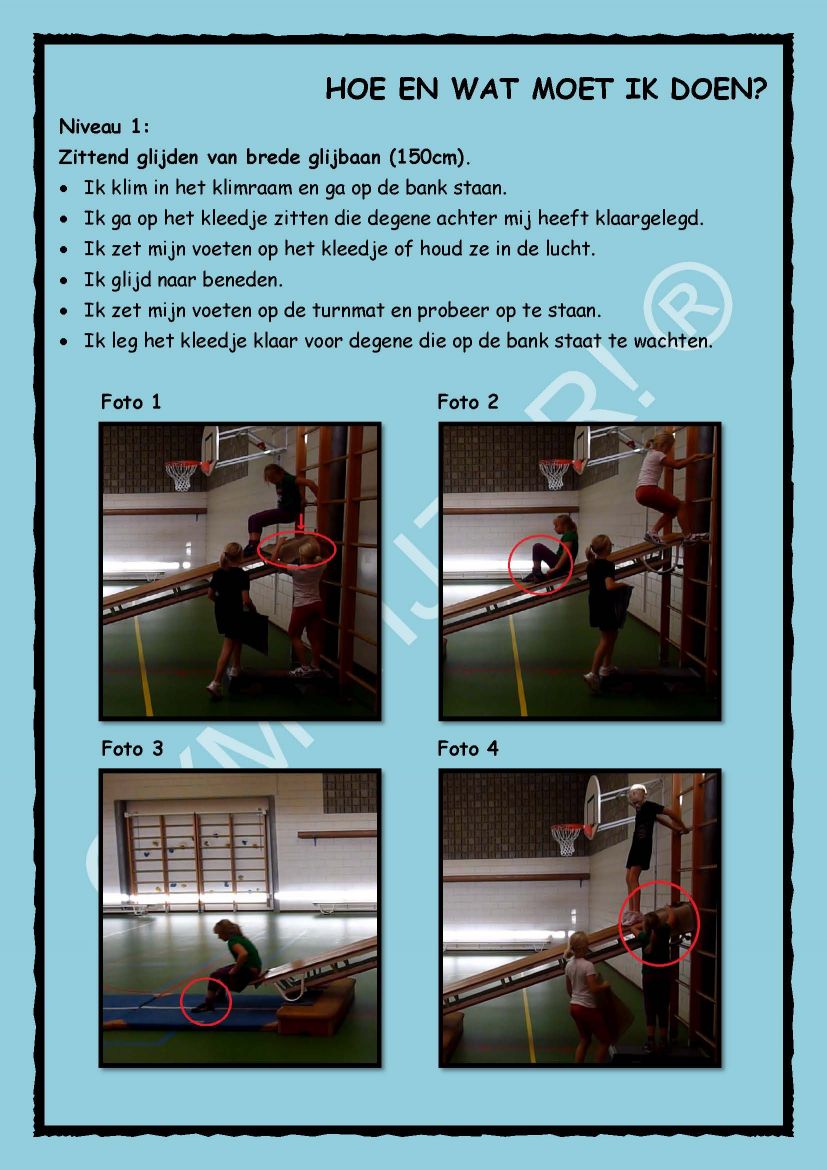 HOE EN WAT MOET IK DOEN?
Niveau 1:
Zittend glijden van brede glijbaan (150cm).
• Ik klim in het klimraam en ga op de bank staan.
• Ik ga op het kleedje zitten die degene achter mij heeft klaargelegd.
• Ik zet mijn voeten op het kleedje of houd ze in de lucht.
• Ik glijd naar beneden.
• Ik zet mijn voeten op de turnmat en probeer op te staan.
• Ik leg het kleedje klaar voor degene die op de bank staat te wachten.
Foto 1
Foto 2
Foto 3
Foto 4